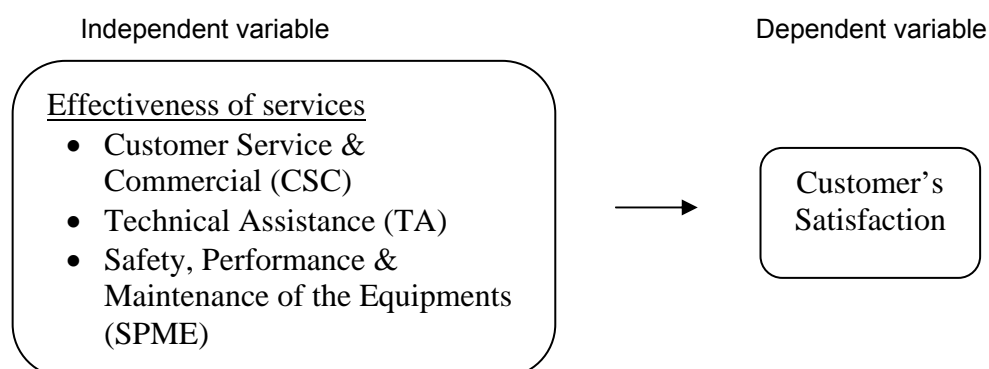 Independent variable
Dependent variable
Effectiveness of services
• Customer Service &
Commercial (CSC)
• Technical Assistance (TA)
• Safety, Performance &
Maintenance of the Equipments
(SPME)
Customer’s
Satisfaction